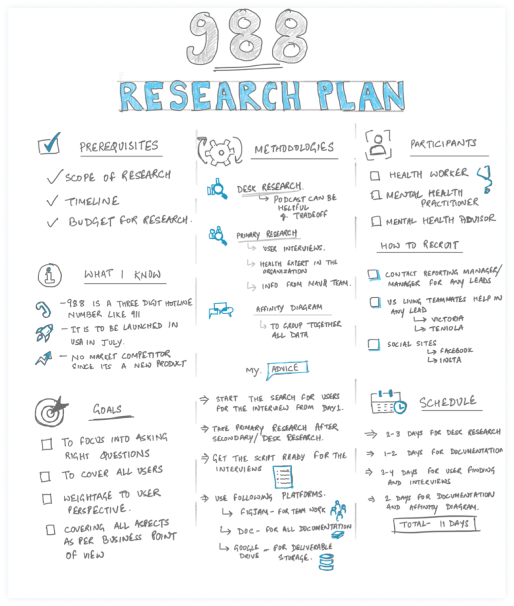 988
RESEARCH PLAN
PREREQUISITES
SCOPE OF RESEARCH
TIMELINE
BUDGET FOR RESEARCH.
WHAT I KNOW
- 988 IS A THREE DIGIT HOTLINE
NUMBER LIKE 911
- IT IS TO BE LAUNCHED IN
USA IN JULY.
- NO MARKET COMPETITOR
SINCE ITS A NEW PRODUCT
GOALS
TO FOCUS INTO ASKING
RIGHT QUESTIONS
TO COVER ALL USERS
WEIGHTAGE TO USER
PERSPECTIVE.
COVERING ALL ASPECTS
AS PER BUSINESS POINT
OF VIEW
METHODOLOGIES
DESK RESEARCH
PODCAST CAN BE
HELPFUL
& TRADEOFF
PRIMARY RESEARCH
USER INTERVIEWS.
HEALTH EXTERT IN THE
ORGANIZATION
INFO FROM TEAM.
AFFINITY DIAGRAM
TO GROUP TOGETHER
ALL DATA
MY. ADVICE
START THE SEARCH FOR USERS
FOR THE INTERVIEW FROM DAY1.
TAKE PRIMARY RESEARCH AFTER
SECONDARY/ DESK RESEARCH.
GET THE SCRIPT READY FOR THE
INTERVIEWS
USE FOLLOWING PLATFORMS.
FIGJAM - FOR TEAM WORK
DOC - FOR ALL DOCUMENTATION
GOOGLE - FOR DELIVERABLE
DRIVE STORAGE.
PARTICIPANTS
HEALTH WORKER
MENTAL HEALTH
PRACTITIONER
MENTAL HEALTH ADVISOR
HOW TO RECRUIT
CONTACT REPORTING MANAGER/
MANAGER FOR ANY LEADS
US LIVING TEAMMATES HELP IN
ANY LEAD
VICTORIA
TENIOLA
SOCIAL SITES
FACEBOOK
INSTA
SCHEDULE
2-3 DAYS FOR DESK RESEARCH
1-2 DAYS FOR DOCUMENTATION
2-4 DAYS FOR USER FINDING
AND INTERVIEWS
2 DAYS FOR DOCUMENTATION
AND AFFINITY DIAGRAM.
TOTAL- 11 DAYS